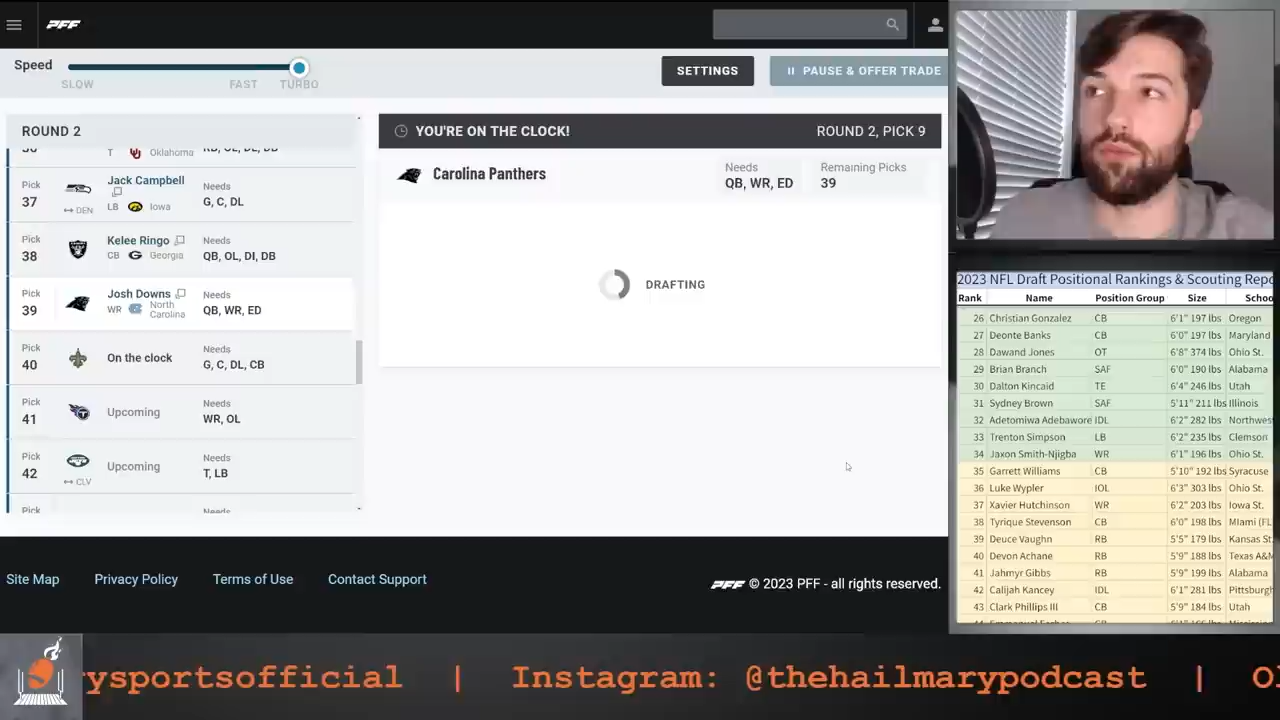 PFF
Speed
SLOW
FAST
TURBO
SETTINGS
PAUSE & OFFER TRADE
ROUND 2
YOU'RE ON THE CLOCK!
ROUND 2, PICK 9
Carolina Panthers
Needs
QB, WR, ED
Remaining Picks
39
DRAFTING
T Oklahoma
Pick
37
DEN
Jack Campbell
LB Iowa
Needs
G, C, DL
Pick
38
Kelee Ringo
CB Georgia
Needs
QB, OL, DI, DB
Pick
39
Josh Downs
WR North
Carolina
Needs
QB, WR, ED
Pick
40
On the clock
Needs
G, C, DL, CB
Pick
41
Upcoming
Needs
WR, OL
Pick
42
CLV
Upcoming
Needs
T, LB
Pick
Needs
Site Map
Privacy Policy
Terms of Use
Contact Support
PFF © 2023 PFF - all rights reserved.
2023 NFL Draft Positional Rankings & Scouting Repo
Rank Name Position Group Size Schoo
26 Christian Gonzalez CB 6'1" 197 lbs Oregon
27 Deonte Banks CB 6'0" 197 lbs Maryland
28 Dawand Jones OT 6'8" 374 lbs Ohio St.
29 Brian Branch SAF 6'0" 190 lbs Alabama
30 Dalton Kincaid TE 6'4" 246 lbs Utah
31 Sydney Brown SAF 5'11" 211 lbs Illinois
32 Adetomiwa Adebawore IDL 6'2" 282 lbs Northwes
33 Trenton Simpson LB 6'2" 235 lbs Clemson
34 Jaxon Smith-Njigba WR 6'1" 196 lbs Ohio St.
35 Garrett Williams CB 5'10" 192 lbs Syracuse
36 Luke Wypler IOL 6'3" 303 lbs Ohio St.
37 Xavier Hutchinson WR 6'2" 203 lbs Iowa St.
38 Tyrique Stevenson CB 6'0" 198 lbs MIami (FL
39 Deuce Vaughn RB 5'5" 179 lbs Kansas St
40 Devon Achane RB 5'9" 188 lbs Texas A&M
41 Jahmyr Gibbs RB 5'9" 199 lbs Alabama
42 Calijah Kancey IDL 6'1" 281 lbs Pittsburgh
43 Clark Phillips III CB 5'9" 184 lbs Utah
rysportsofficial | Instagram: @thehailmarypodcast |